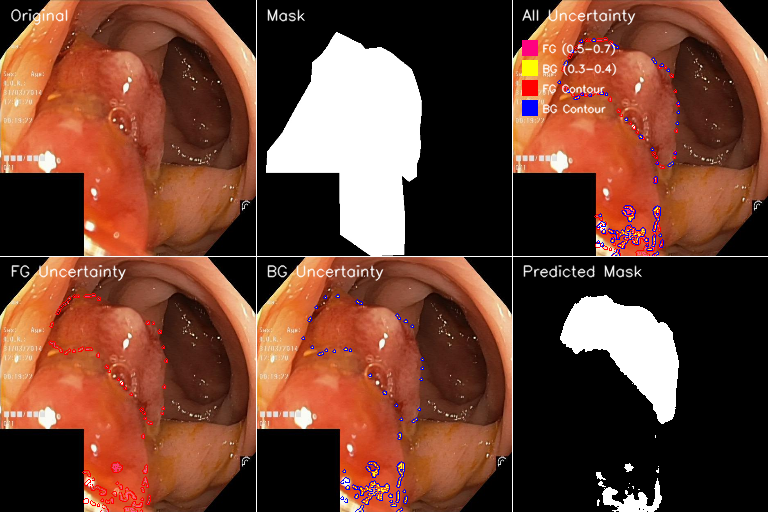 Original
Mask
All Uncertainty
FG (0.5-0.7)
BG (0.3-0.4)
FG Contour
BG Contour
FG Uncertainty
BG Uncertainty
Predicted Mask